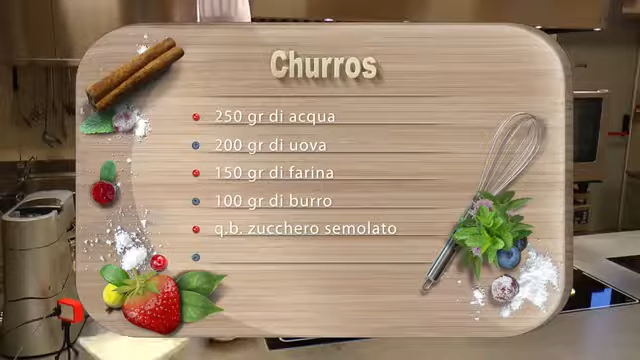 Churros
250 gr di acqua
200 gr di uova
150 gr di farina
100 gr di burro
q.b. zucchero semolato